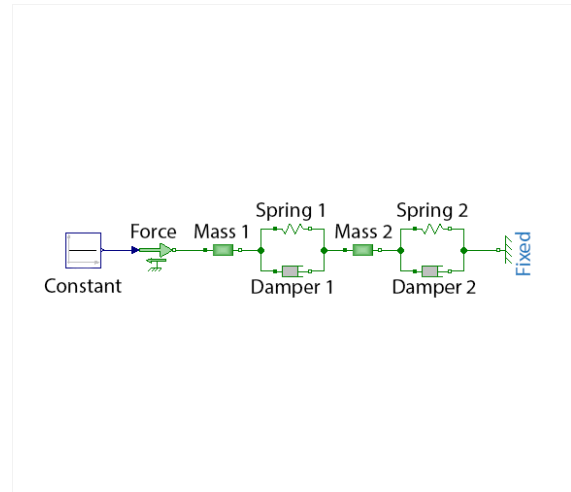 Spring 1
Spring 2
Force
Mass 1
Mass 2
Constant
Damper 1
Damper 2
Fixed